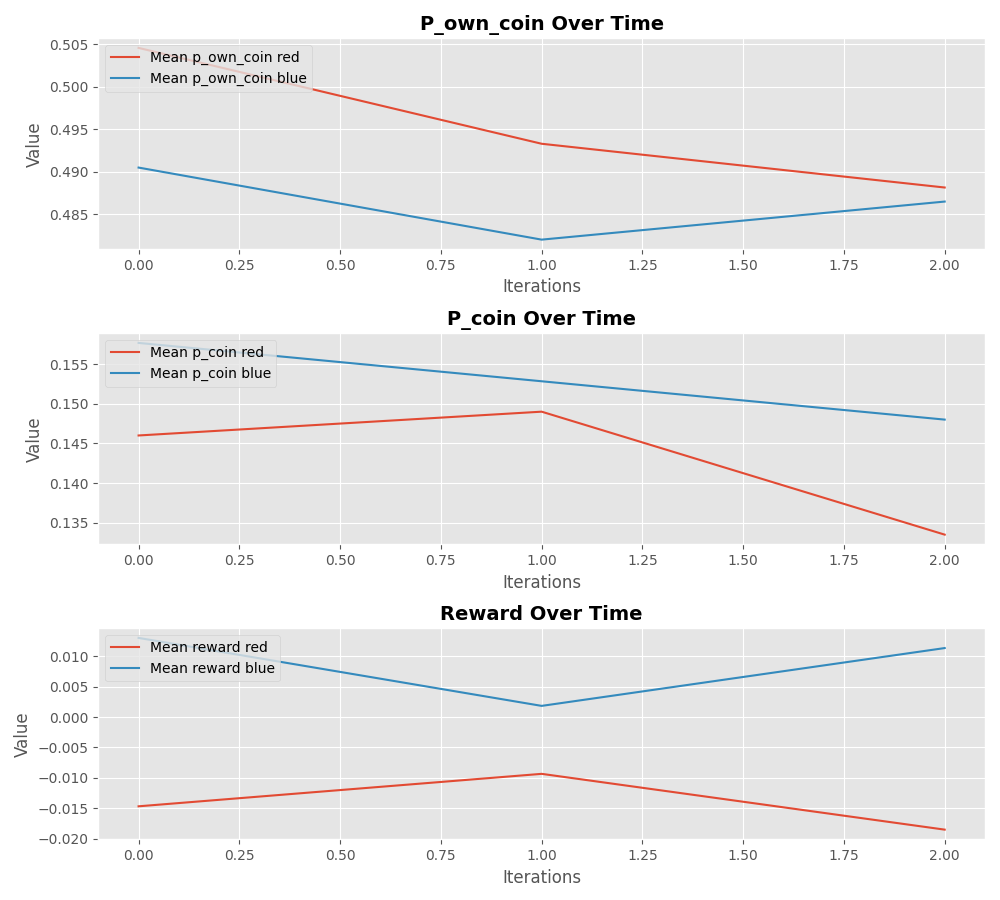 P_own_coin Over Time
0.505
0.500
0.495
0.490
0.485
Value
Mean p_own_coin red
Mean p_own_coin blue
0.00 0.25 0.50 0.75 1.00 1.25 1.50 1.75 2.00
Iterations
P_coin Over Time
0.155
0.150
0.145
0.140
0.135
Value
Mean p_coin red
Mean p_coin blue
0.00 0.25 0.50 0.75 1.00 1.25 1.50 1.75 2.00
Iterations
Reward Over Time
0.010
0.005
0.000
−0.005
−0.010
−0.015
−0.020
Value
Mean reward red
Mean reward blue
0.00 0.25 0.50 0.75 1.00 1.25 1.50 1.75 2.00
Iterations